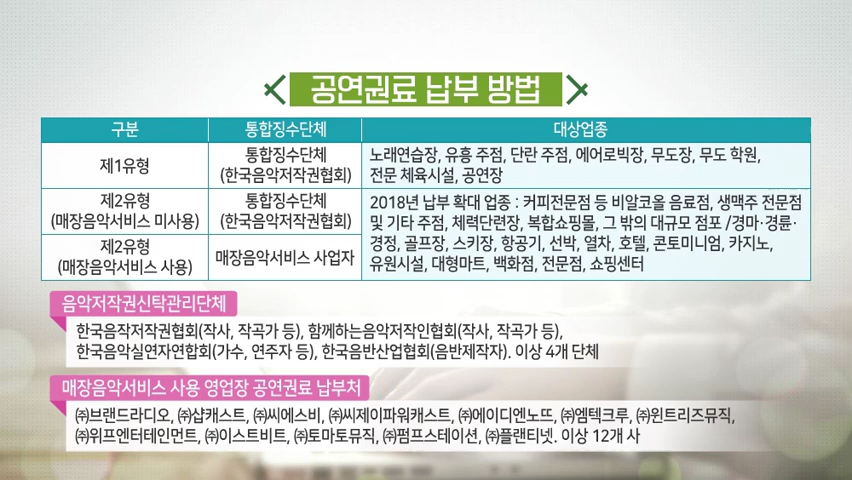 공연권료 납부 방법
구분 통합징수단체 대상업종
제1유형
통합징수단체
(한국음악저작권협회)
노래연습장, 유흥 주점, 단란 주점, 에어로빅장, 무도장, 무도 학원,
전문 체육시설, 공연장
제2유형
(매장음악서비스 미사용)
통합징수단체
(한국음악저작권협회)
제2유형
(매장음악서비스 사용)
매장음악서비스 사업자
2018년 납부 확대 업종 : 커피전문점 등 비알코올 음료점, 생맥주 전문점
및 기타 주점, 체력단련장, 복합쇼핑몰, 그 밖의 대규모 점포 /경마·경륜·
경정, 골프장, 스키장, 항공기, 선박, 열차, 호텔, 콘토미니엄, 카지노,
유원시설, 대형마트, 백화점, 전문점, 쇼핑센터
음악저작권신탁관리단체
한국음작저작권협회(작사, 작곡가 등), 함께하는음악저작인협회(작사, 작곡가 등),
한국음악실연자연합회(가수, 연주자 등), 한국음반산업협회(음반제작자). 이상 4개 단체
매장음악서비스 사용 영업장 공연권료 납부처
㈜브랜드라디오, ㈜샵캐스트, ㈜씨에스비, ㈜씨제이파워캐스트, ㈜에이디엔노뜨, ㈜엠텍크루, ㈜원트리즈뮤직,
㈜위프엔터테인먼트, ㈜이스트비트, ㈜토마토뮤직, ㈜펌프스테이션, ㈜플랜티넷. 이상 12개 사